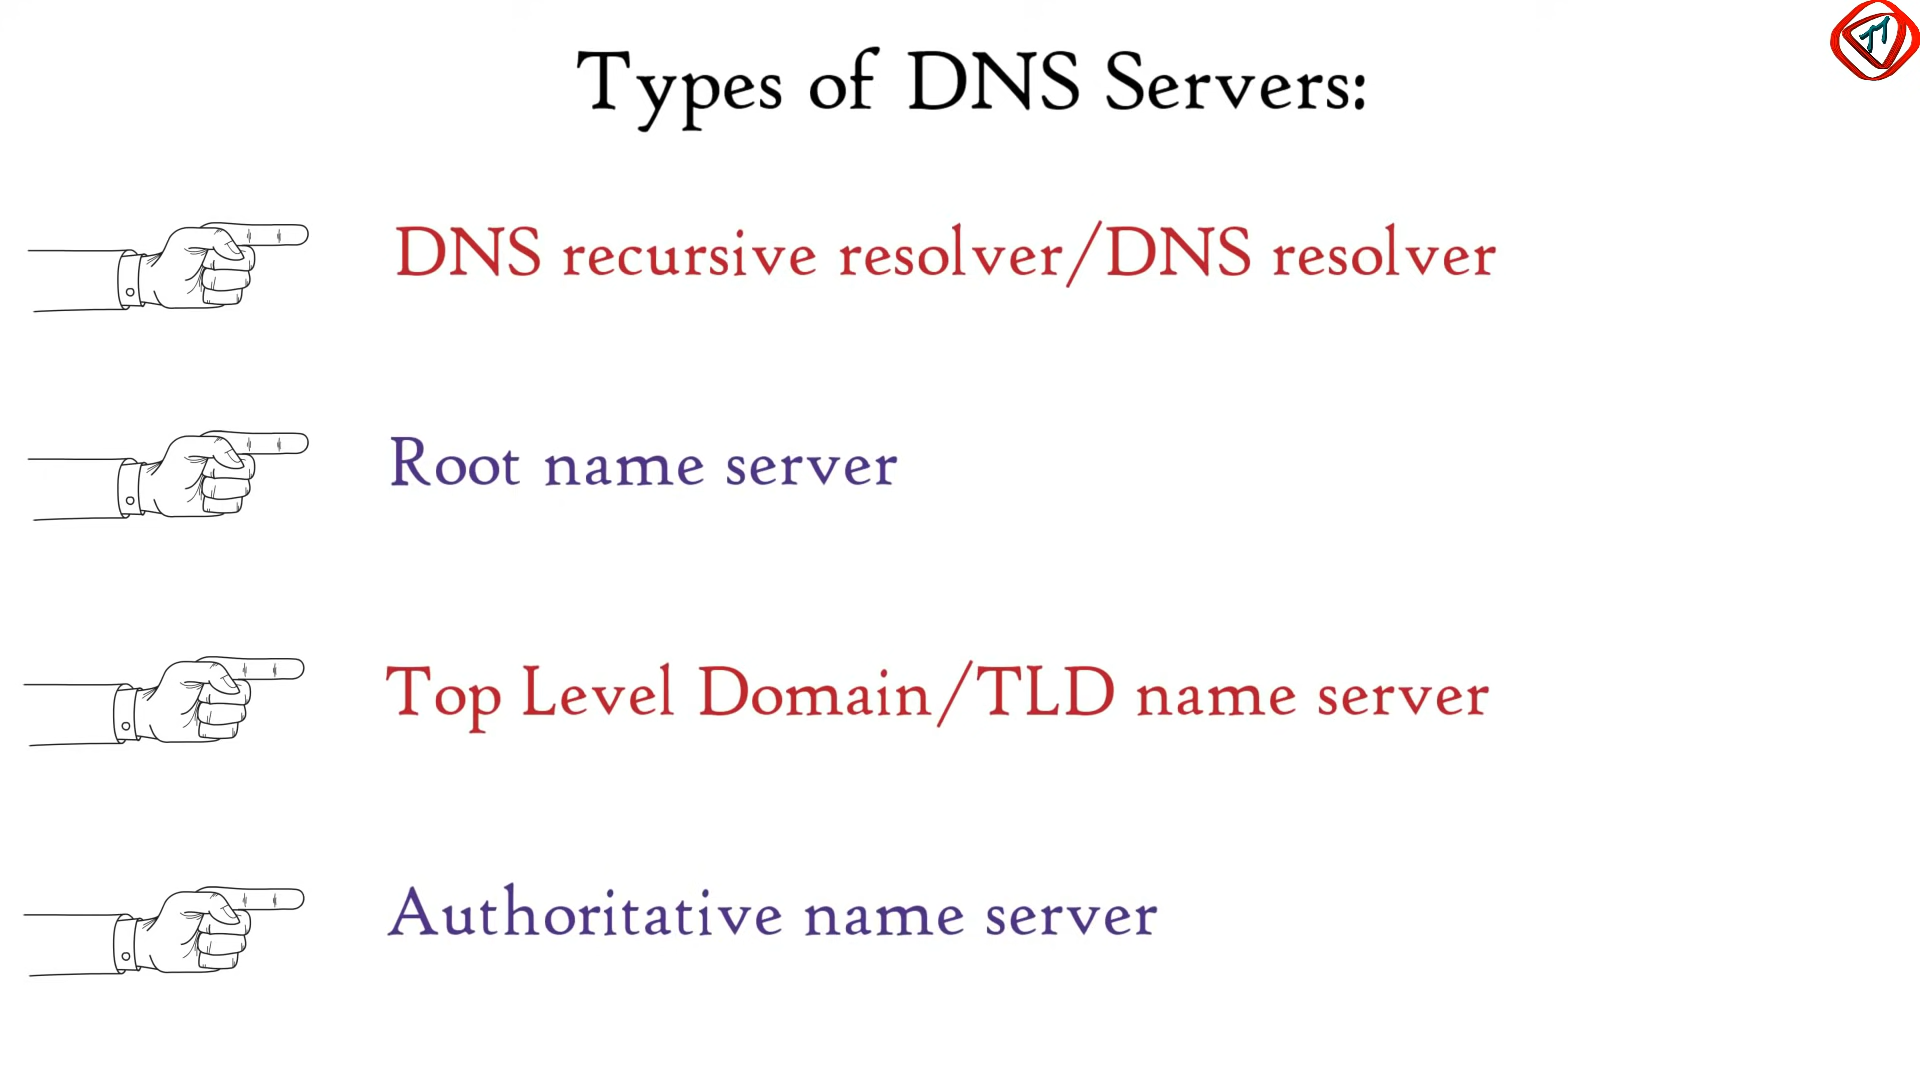 Types of DNS Servers:
DNS recursive resolver/DNS resolver
Root name server
Top Level Domain/TLD name server
Authoritative name server